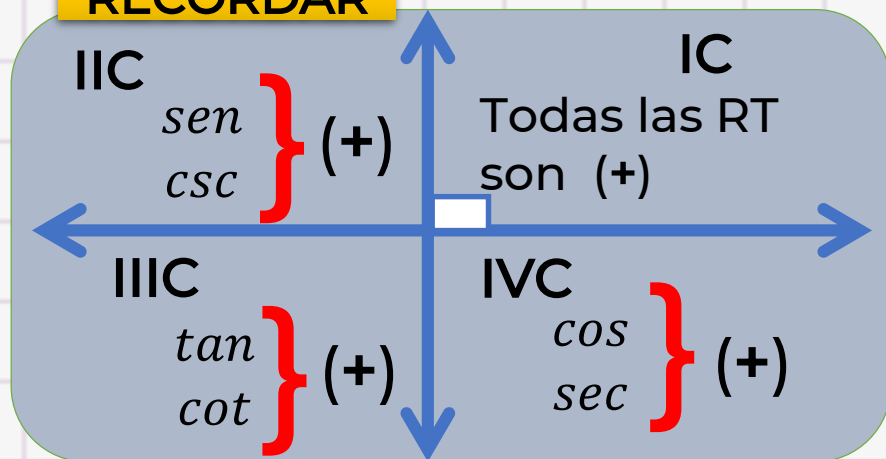 RECORDAR
IIC
sen
csc
(+)
IC
Todas las RT
son (+)
IIIC
tan
cot
(+)
IVC
cos
sec
(+)